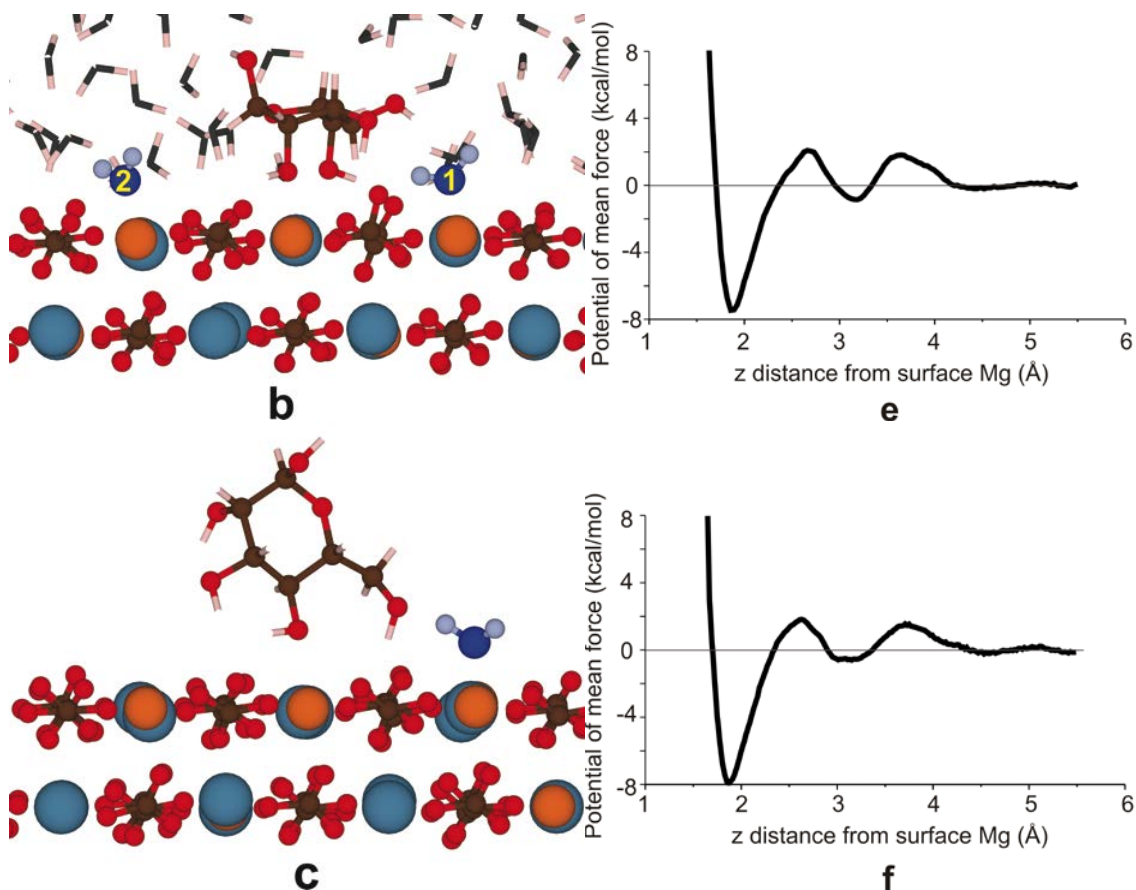 2
1
b
8
4
0
-4
-8
1 2 3 4 5 6
Potential of mean force (kcal/mol)
z distance from surface Mg (Å)
e
c
8
4
0
-4
-8
1 2 3 4 5 6
Potential of mean force (kcal/mol)
z distance from surface Mg (Å)
f